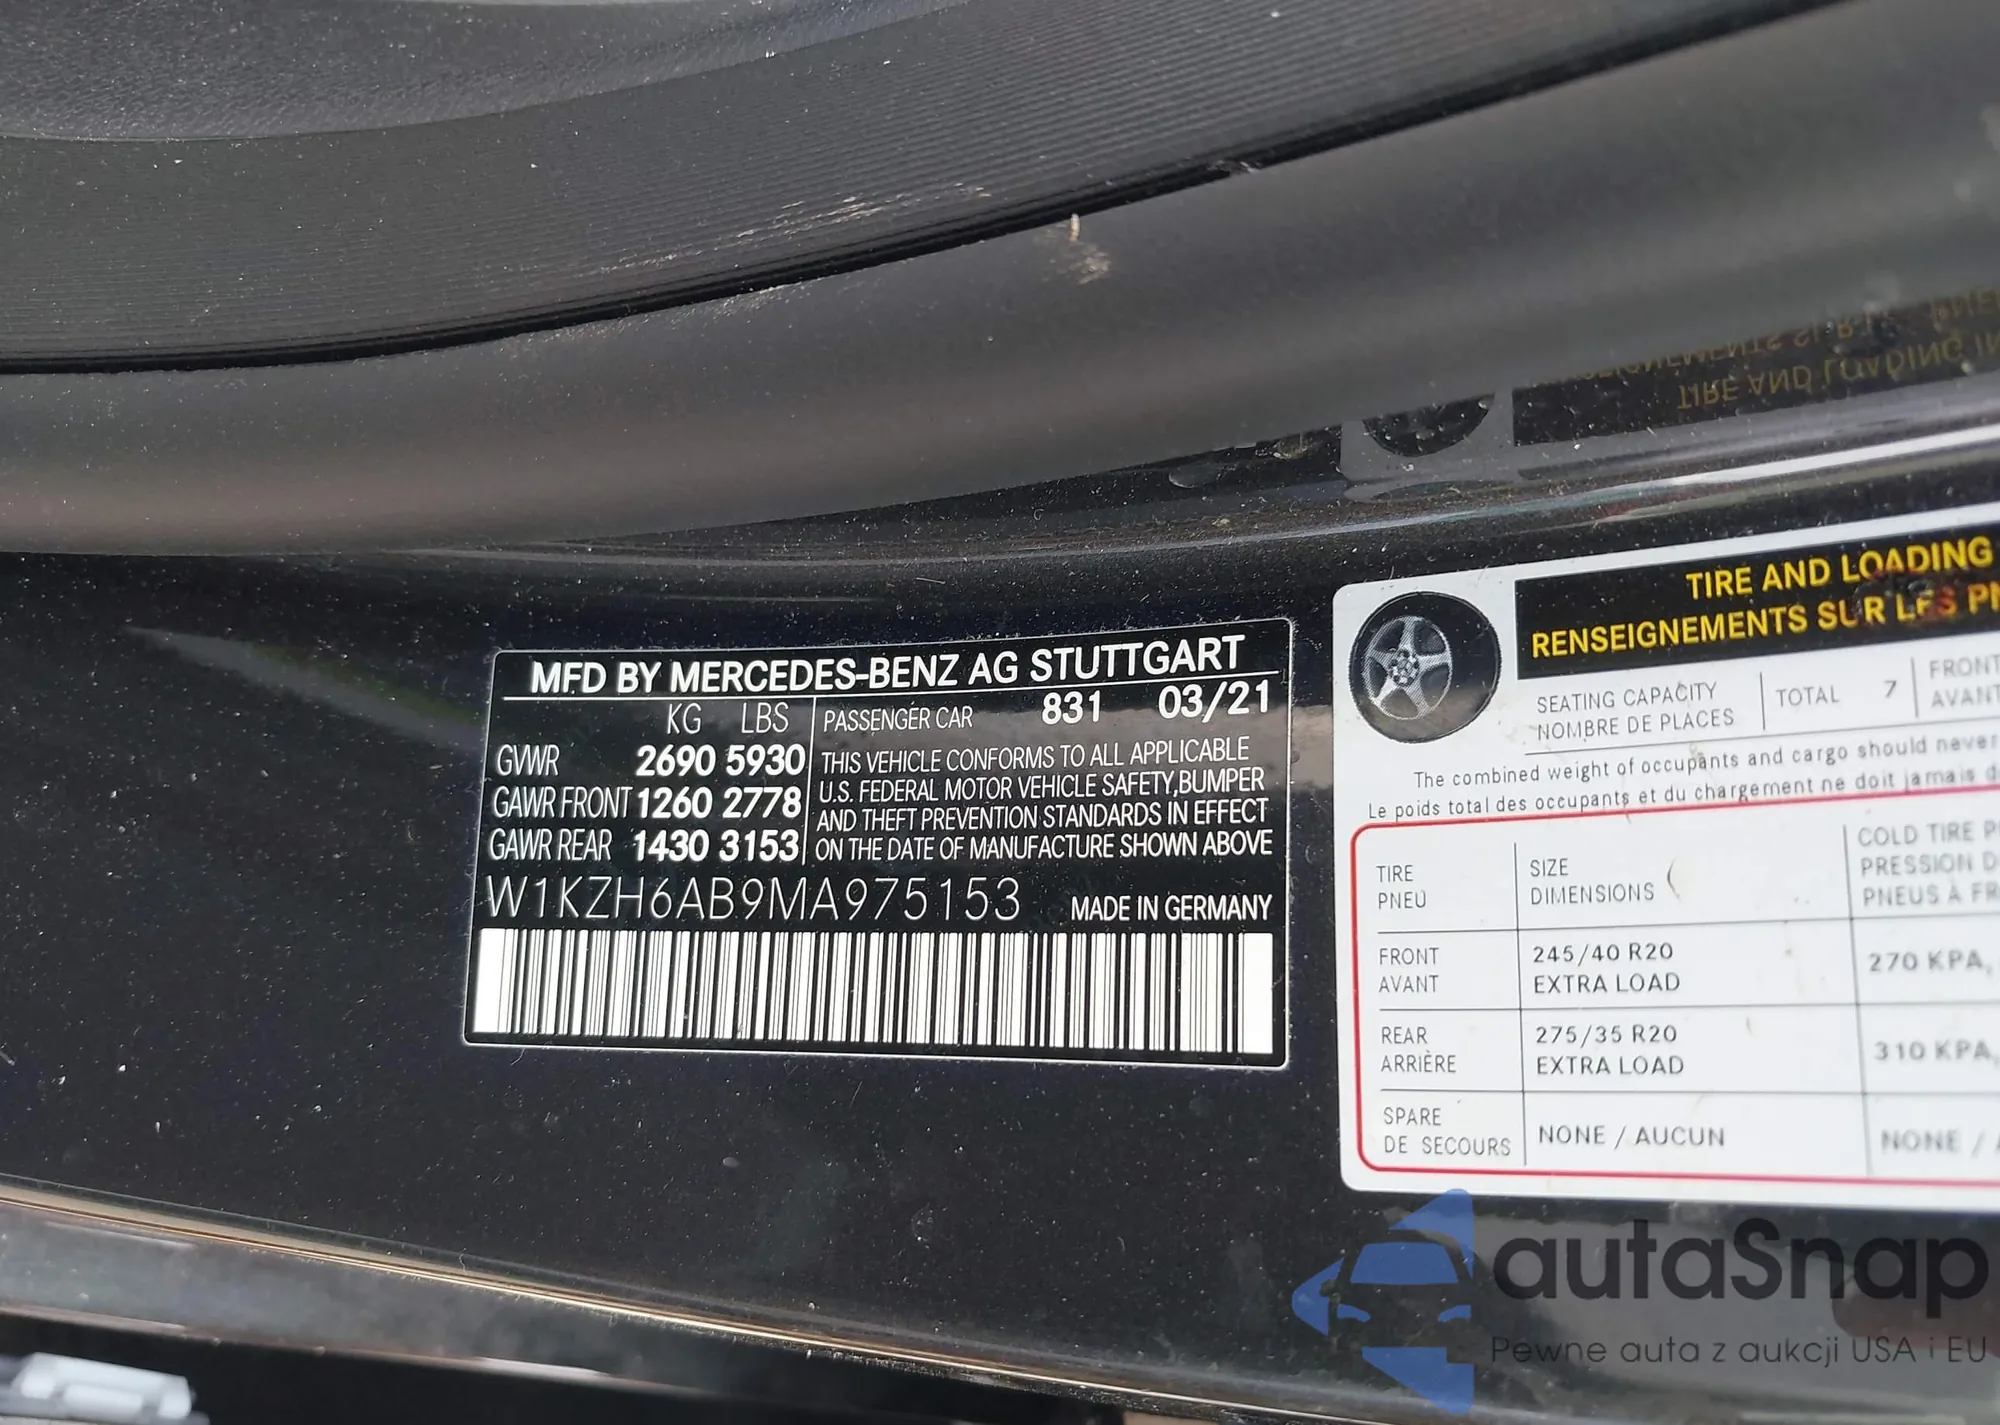 MFD BY MERCEDES-BENZ AG STUTTGART
KG LBS PASSENGER CAR 831 03/21
GVWR 2690 5930
GAWR FRONT 1260 2778
GAWR REAR 1430 3153
THIS VEHICLE CONFORMS TO ALL APPLICABLE
U.S. FEDERAL MOTOR VEHICLE SAFETY,BUMPER
AND THEFT PREVENTION STANDARDS IN EFFECT
ON THE DATE OF MANUFACTURE SHOWN ABOVE
W1KZH6AB9MA975153 MADE IN GERMANY
TIRE AND LOADING
RENSEIGNEMENTS SUR LES
SEATING CAPACITY
NOMBRE DE PLACES
TOTAL 7
FRONT
AVANT
The combined weight of occupants and cargo should never
Le poids total des occupants et du chargement ne doit jamais
TIRE
PNEU
SIZE
DIMENSIONS
COLD TIRE
PRESSION
PNEUS À
FRONT
AVANT
245/40 R20
EXTRA LOAD
270 KPA,
REAR
ARRIÈRE
275/35 R20
EXTRA LOAD
310 KPA,
SPARE
DE SECOURS
NONE / AUCUN
NONE /
TIRE AND LOADING
autaSnap
Pewne auta z aukcji USA i EU